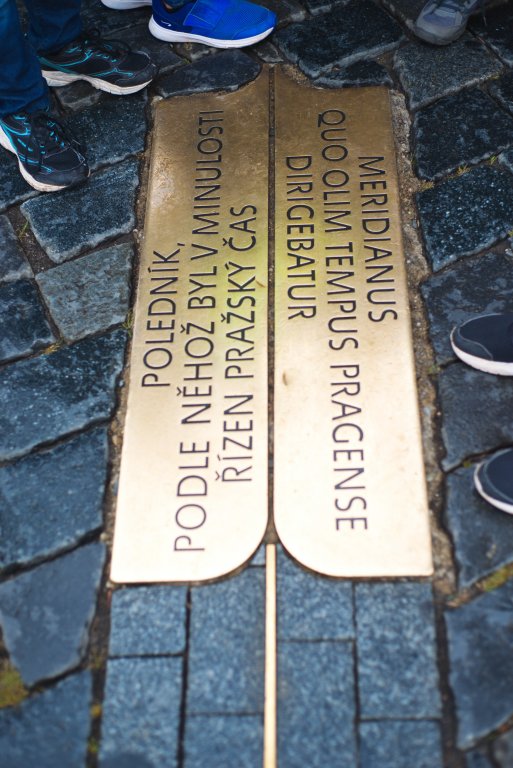 POLEDNÍK,
PODLE NĚHOŽ BYL V MINULOSTI
ŘÍZEN PRAŽSKÝ ČAS
MERIDIANUS
QUO OLIM TEMPUS PRAGENSE
DIRIGEBATUR